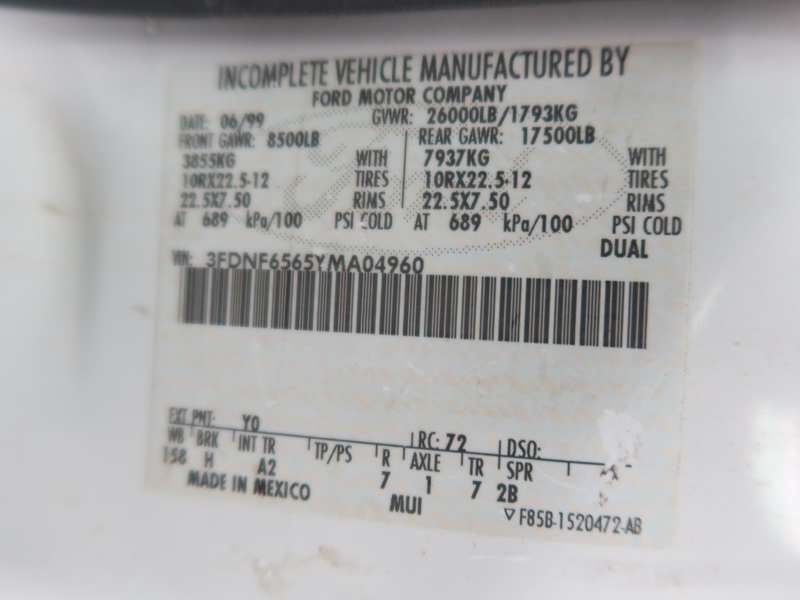 INCOMPLETE VEHICLE MANUFACTURED BY
FORD MOTOR COMPANY
DATE: 06/99 GVWR: 26000LB/1793KG
FRONT GAWR: 8500LB REAR GAWR: 17500LB
3855KG WITH 7937KG WITH
10RX22.5-12 TIRES 10RX22.5-12 TIRES
22.5X7.50 RIMS 22.5X7.50 RIMS
AT 689 kPa/100 PSI COLD AT 689 kPa/100 PSI COLD
DUAL
VIN: 3FDNF6565YMA04960
EXT PNT: YO RC: 72 DSO:
WB BRK INT TR TP/PS R AXLE TR SPR
158 H A2 7 1 7 2B
MADE IN MEXICO MUI ▽ F85B-1520472-AB